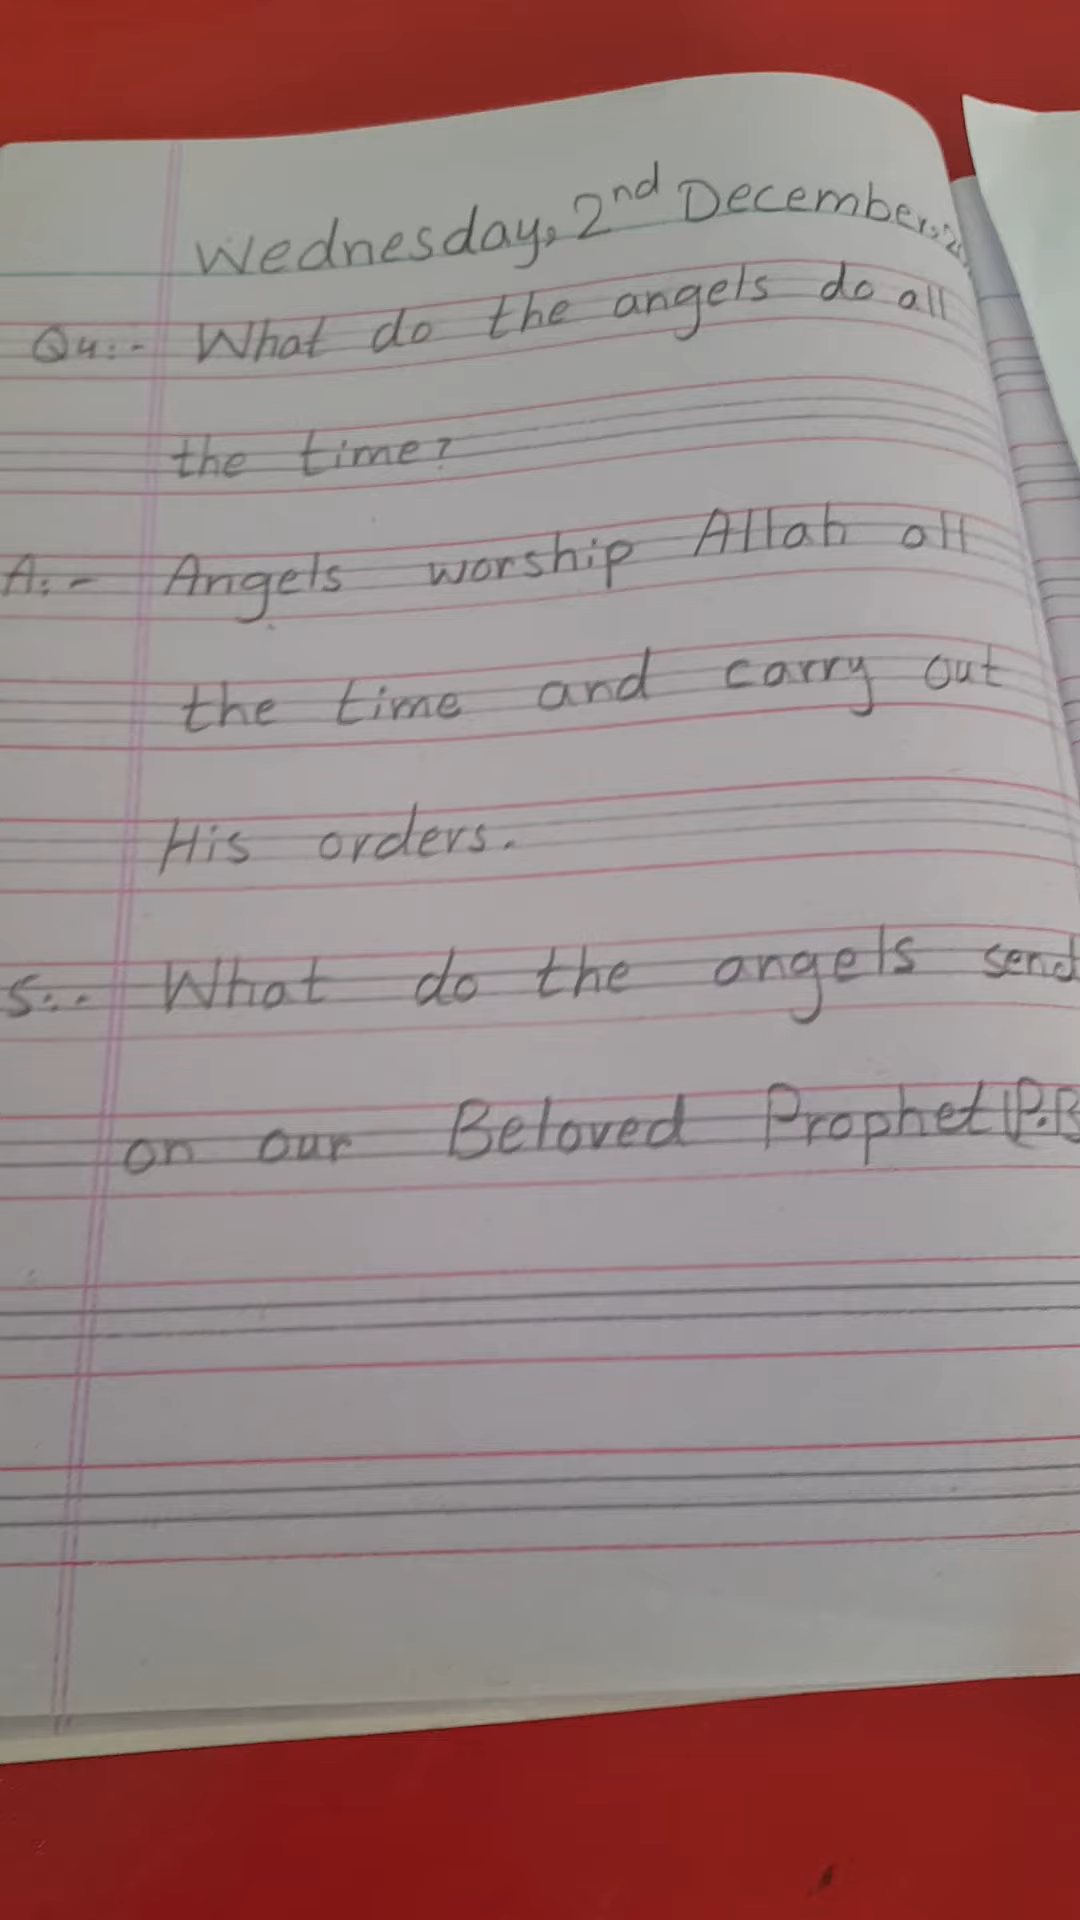 Wednesday, 2nd December, 2
Q4:- What do the angels do all
the time?
A:- Angels worship Allah all
the time and carry out
His orders.
5:- What do the angels send
on our Beloved Prophet (P.B